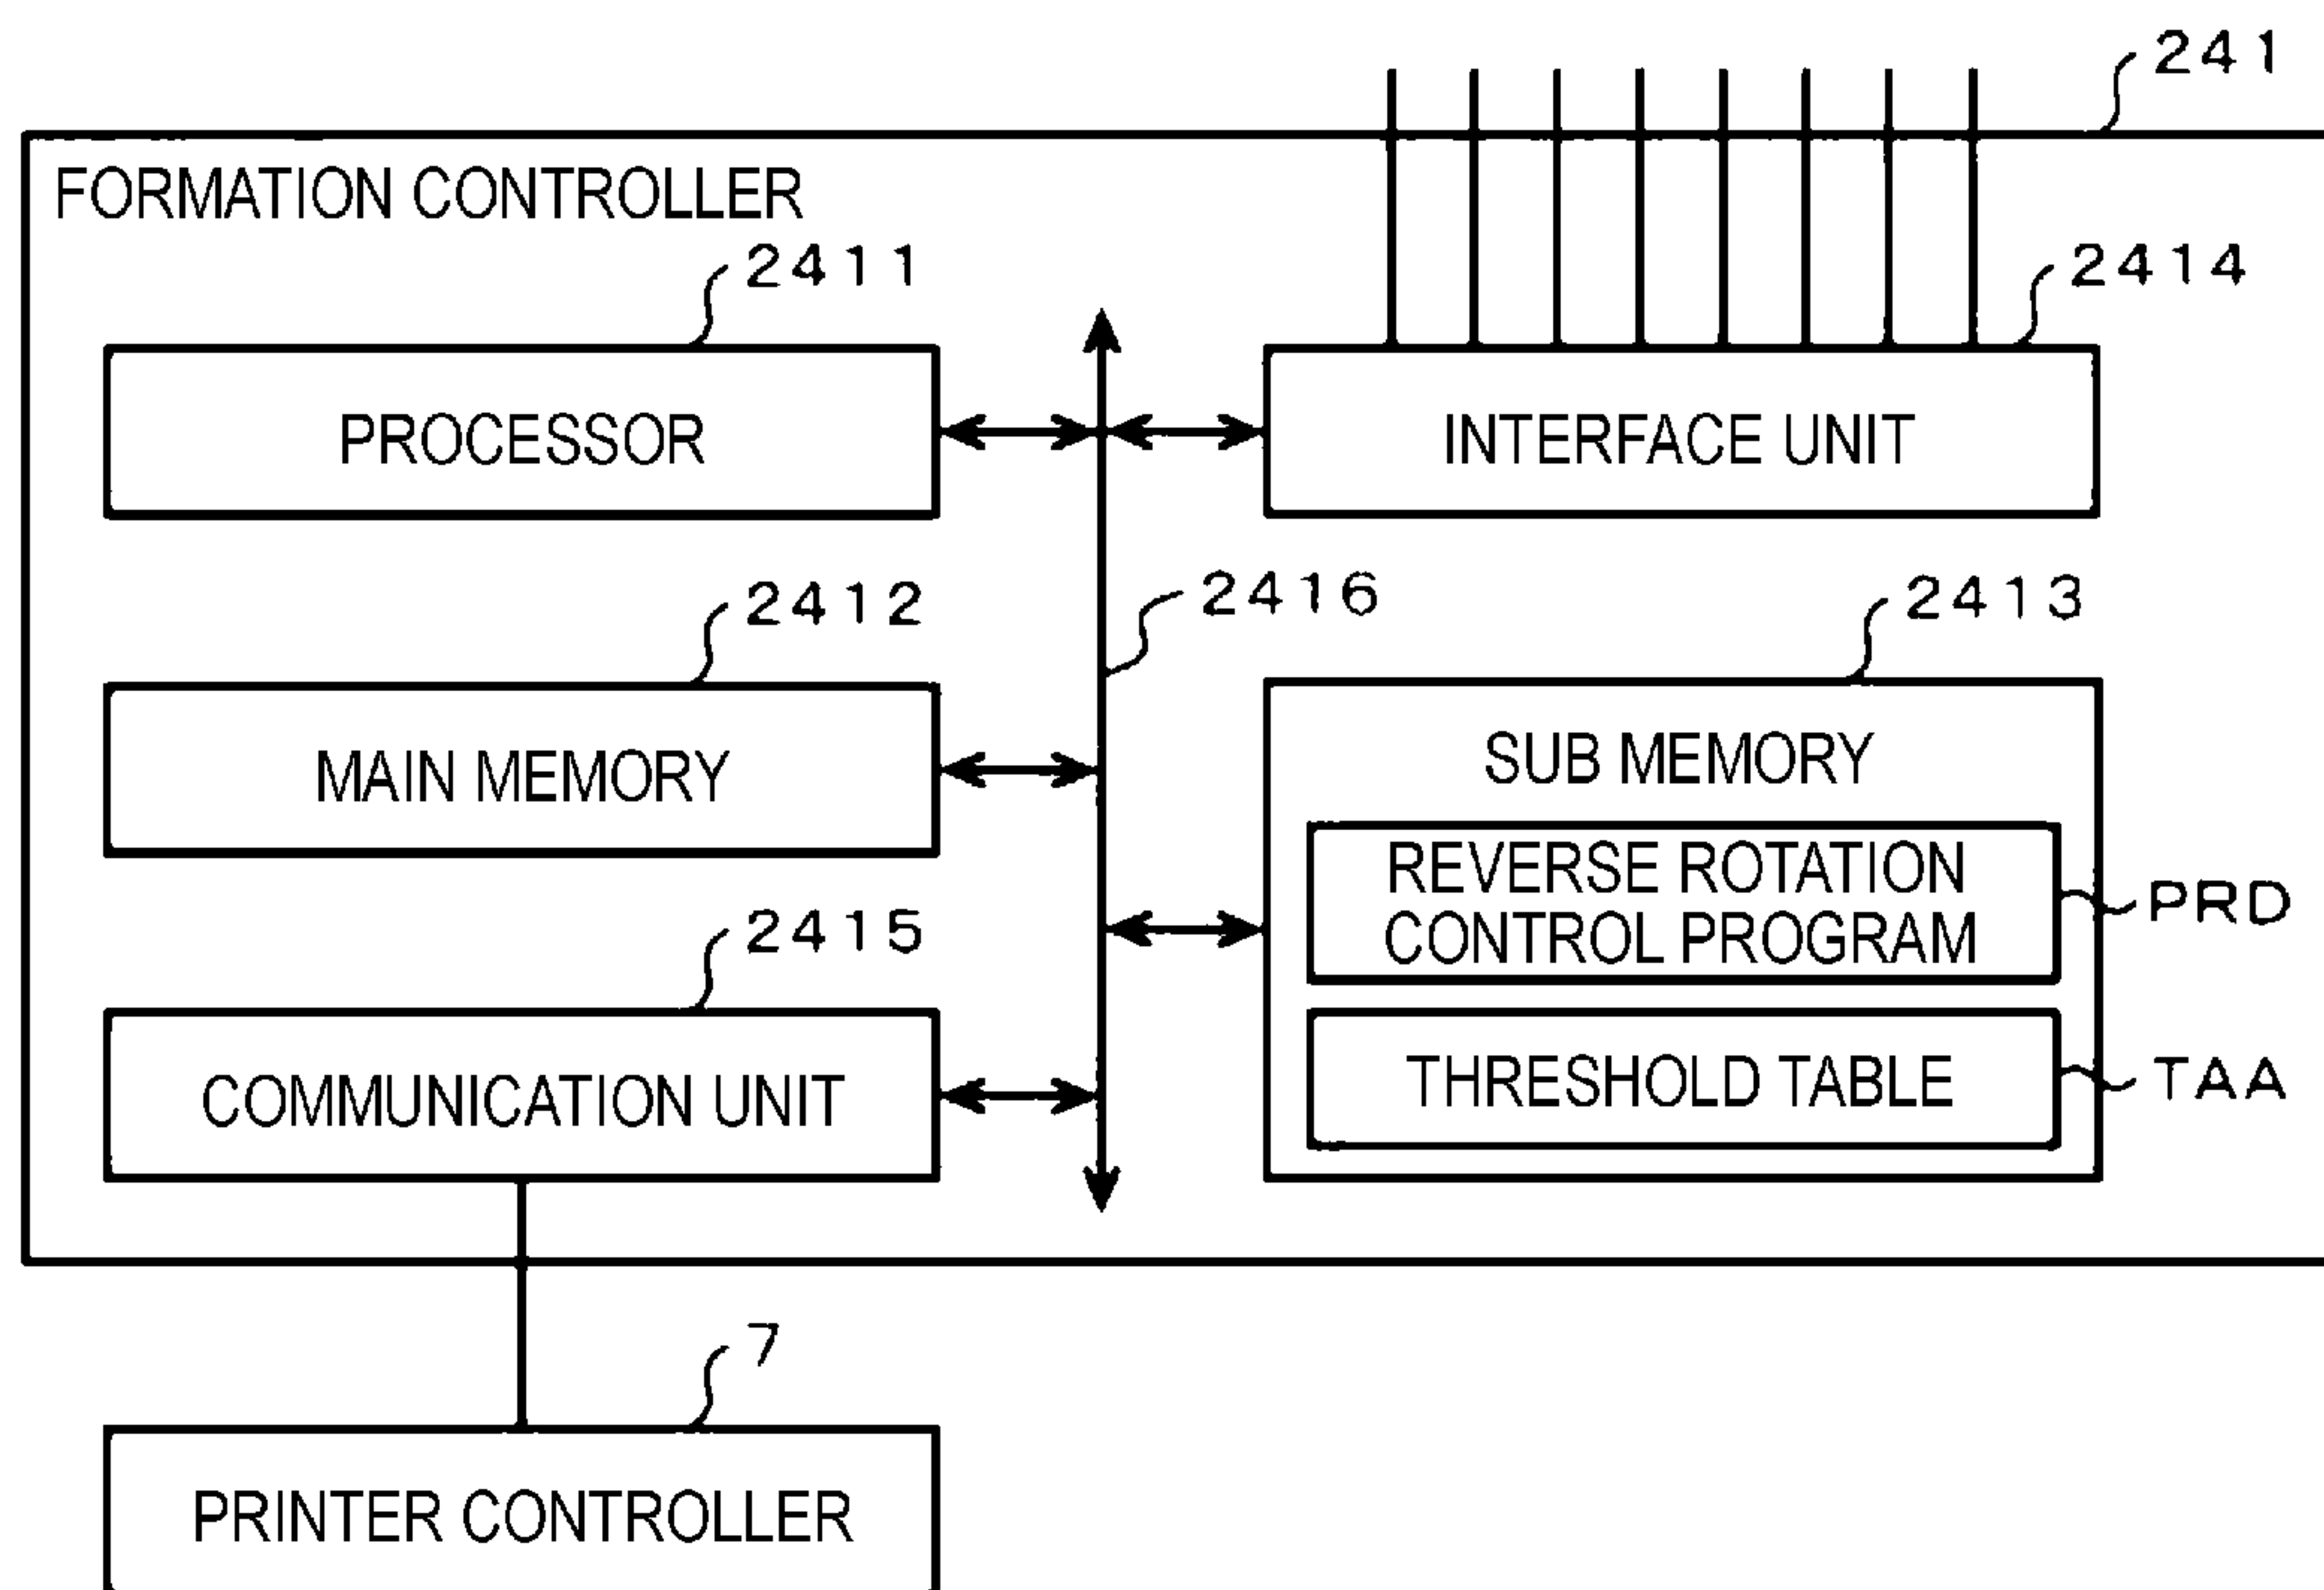 241
FORMATION CONTROLLER
2411
2414
PROCESSOR
INTERFACE UNIT
2412
2416
2413
MAIN MEMORY
SUB MEMORY
REVERSE ROTATION
CONTROL PROGRAM
PRD
2415
COMMUNICATION UNIT
THRESHOLD TABLE
TAA
7
PRINTER CONTROLLER